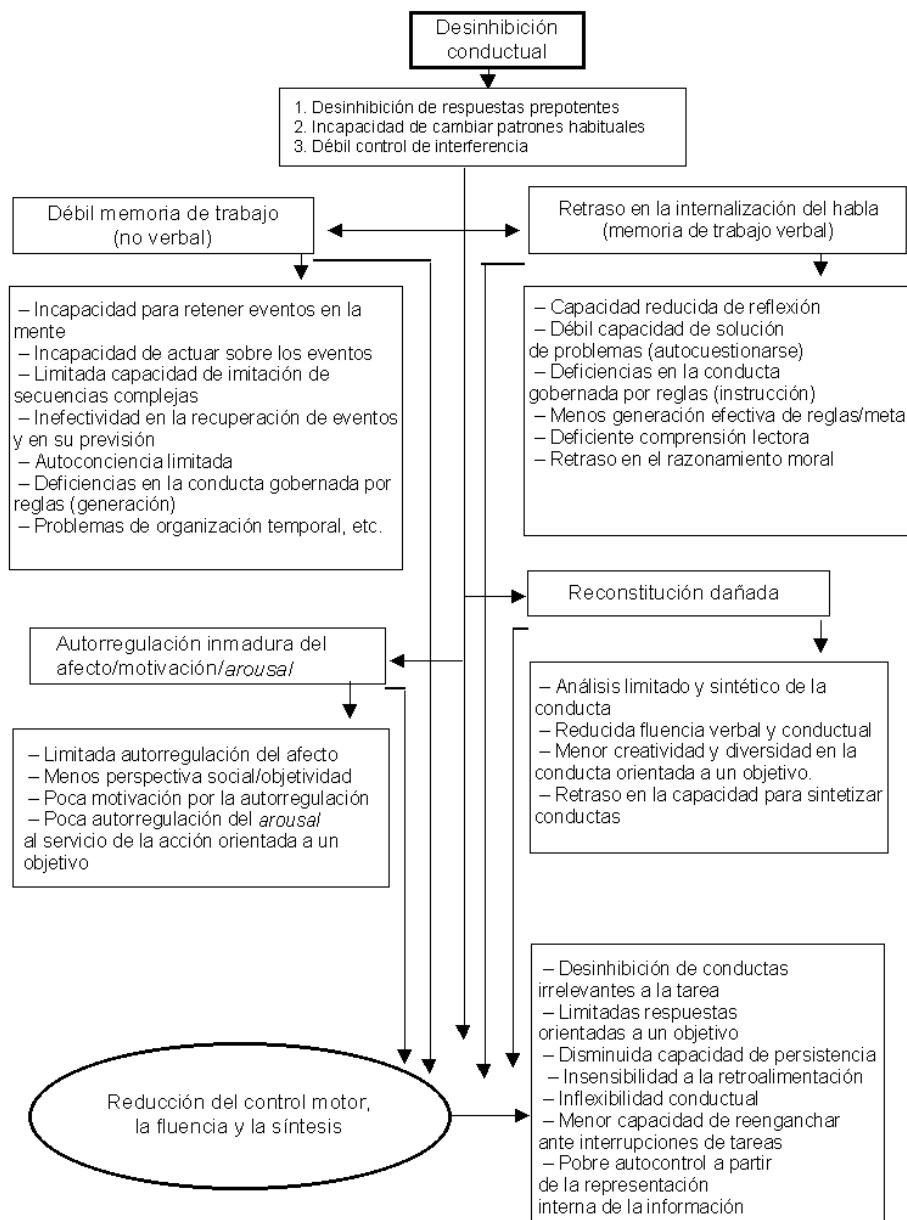 Desinhibición
conductual
1. Desinhibición de respuestas prepotentes
2. Incapacidad de cambiar patrones habituales
3. Débil control de interferencia
Débil memoria de trabajo
(no verbal)
Retraso en la internalización del habla
(memoria de trabajo verbal)
– Incapacidad para retener eventos en la
mente
– Incapacidad de actuar sobre los eventos
– Limitada capacidad de imitación de
secuencias complejas
– Inefectividad en la recuperación de eventos
y en su previsión
– Autoconciencia limitada
– Deficiencias en la conducta gobernada por
reglas (generación)
– Problemas de organización temporal, etc.
– Capacidad reducida de reflexión
– Débil capacidad de solución
de problemas (autocuestionarse)
– Deficiencias en la conducta
gobernada por reglas (instrucción)
– Menos generación efectiva de reglas/meta
– Deficiente comprensión lectora
– Retraso en el razonamiento moral
Reconstitución dañada
Autorregulación inmadura del
afecto/motivación/arousal
– Análisis limitado y sintético de la
conducta
– Reducida fluencia verbal y conductual
– Menor creatividad y diversidad en la
conducta orientada a un objetivo.
– Retraso en la capacidad para sintetizar
conductas
– Limitada autorregulación del afecto
– Menos perspectiva social/objetividad
– Poca motivación por la autorregulación
– Poca autorregulación del arousal
al servicio de la acción orientada a un
objetivo
Reducción del control motor,
la fluencia y la síntesis
– Desinhibición de conductas
irrelevantes a la tarea
– Limitadas respuestas
orientadas a un objetivo
– Disminuida capacidad de persistencia
– Insensibilidad a la retroalimentación
– Inflexibilidad conductual
– Menor capacidad de reenganchar
ante interrupciones de tareas
– Pobre autocontrol a partir
de la representación
interna de la información